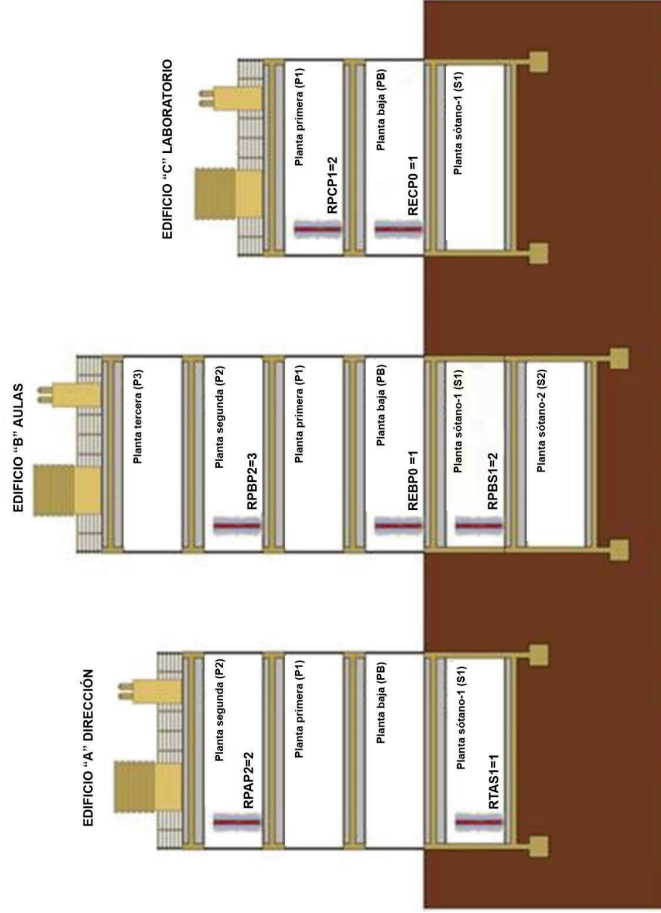 EDIFICIO “A” DIRECCIÓN
Planta segunda (P2)
RPAP2=2
Planta primera (P1)
Planta baja (PB)
Planta sótano-1 (S1)
RTAS1=1
EDIFICIO “B” AULAS
Planta tercera (P3)
Planta segunda (P2)
RPBP2=3
Planta primera (P1)
Planta baja (PB)
REBP0 =1
Planta sótano-1 (S1)
RPBS1=2
Planta sótano-2 (S2)
EDIFICIO “C” LABORATORIO
Planta primera (P1)
RPCP1=2
Planta baja (PB)
RECP0 =1
Planta sótano-1 (S1)